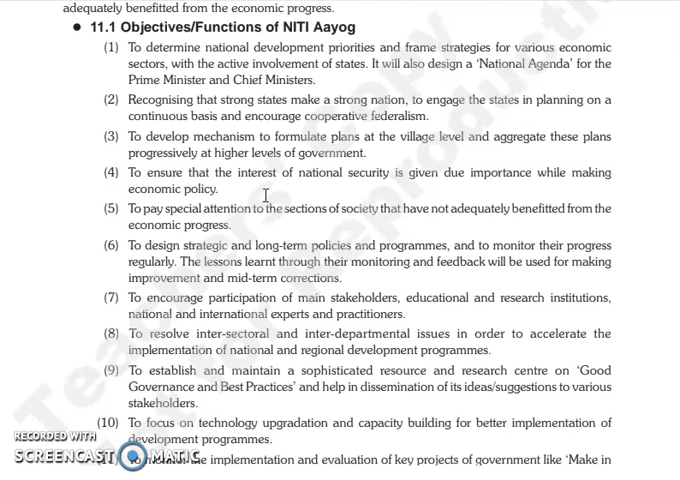 adequately benefitted from the economic progress.
● 11.1 Objectives/Functions of NITI Aayog
(1) To determine national development priorities and frame strategies for various economic
sectors, with the active involvement of states. It will also design a ‘National Agenda’ for the
Prime Minister and Chief Ministers.
(2) Recognising that strong states make a strong nation, to engage the states in planning on a
continuous basis and encourage cooperative federalism.
(3) To develop mechanism to formulate plans at the village level and aggregate these plans
progressively at higher levels of government.
(4) To ensure that the interest of national security is given due importance while making
economic policy.
(5) To pay special attention to the sections of society that have not adequately benefitted from the
economic progress.
(6) To design strategic and long-term policies and programmes, and to monitor their progress
regularly. The lessons learnt through their monitoring and feedback will be used for making
improvement and mid-term corrections.
(7) To encourage participation of main stakeholders, educational and research institutions,
national and international experts and practitioners.
(8) To resolve inter-sectoral and inter-departmental issues in order to accelerate the
implementation of national and regional development programmes.
(9) To establish and maintain a sophisticated resource and research centre on ‘Good
Governance and Best Practices’ and help in dissemination of its ideas/suggestions to various
stakeholders.
(10) To focus on technology upgradation and capacity building for better implementation of
development programmes.
the implementation and evaluation of key projects of government like ‘Make in
Teachers' Copy
Not for Reproduction
RECORDED WITH
SCREENCAST MATIC